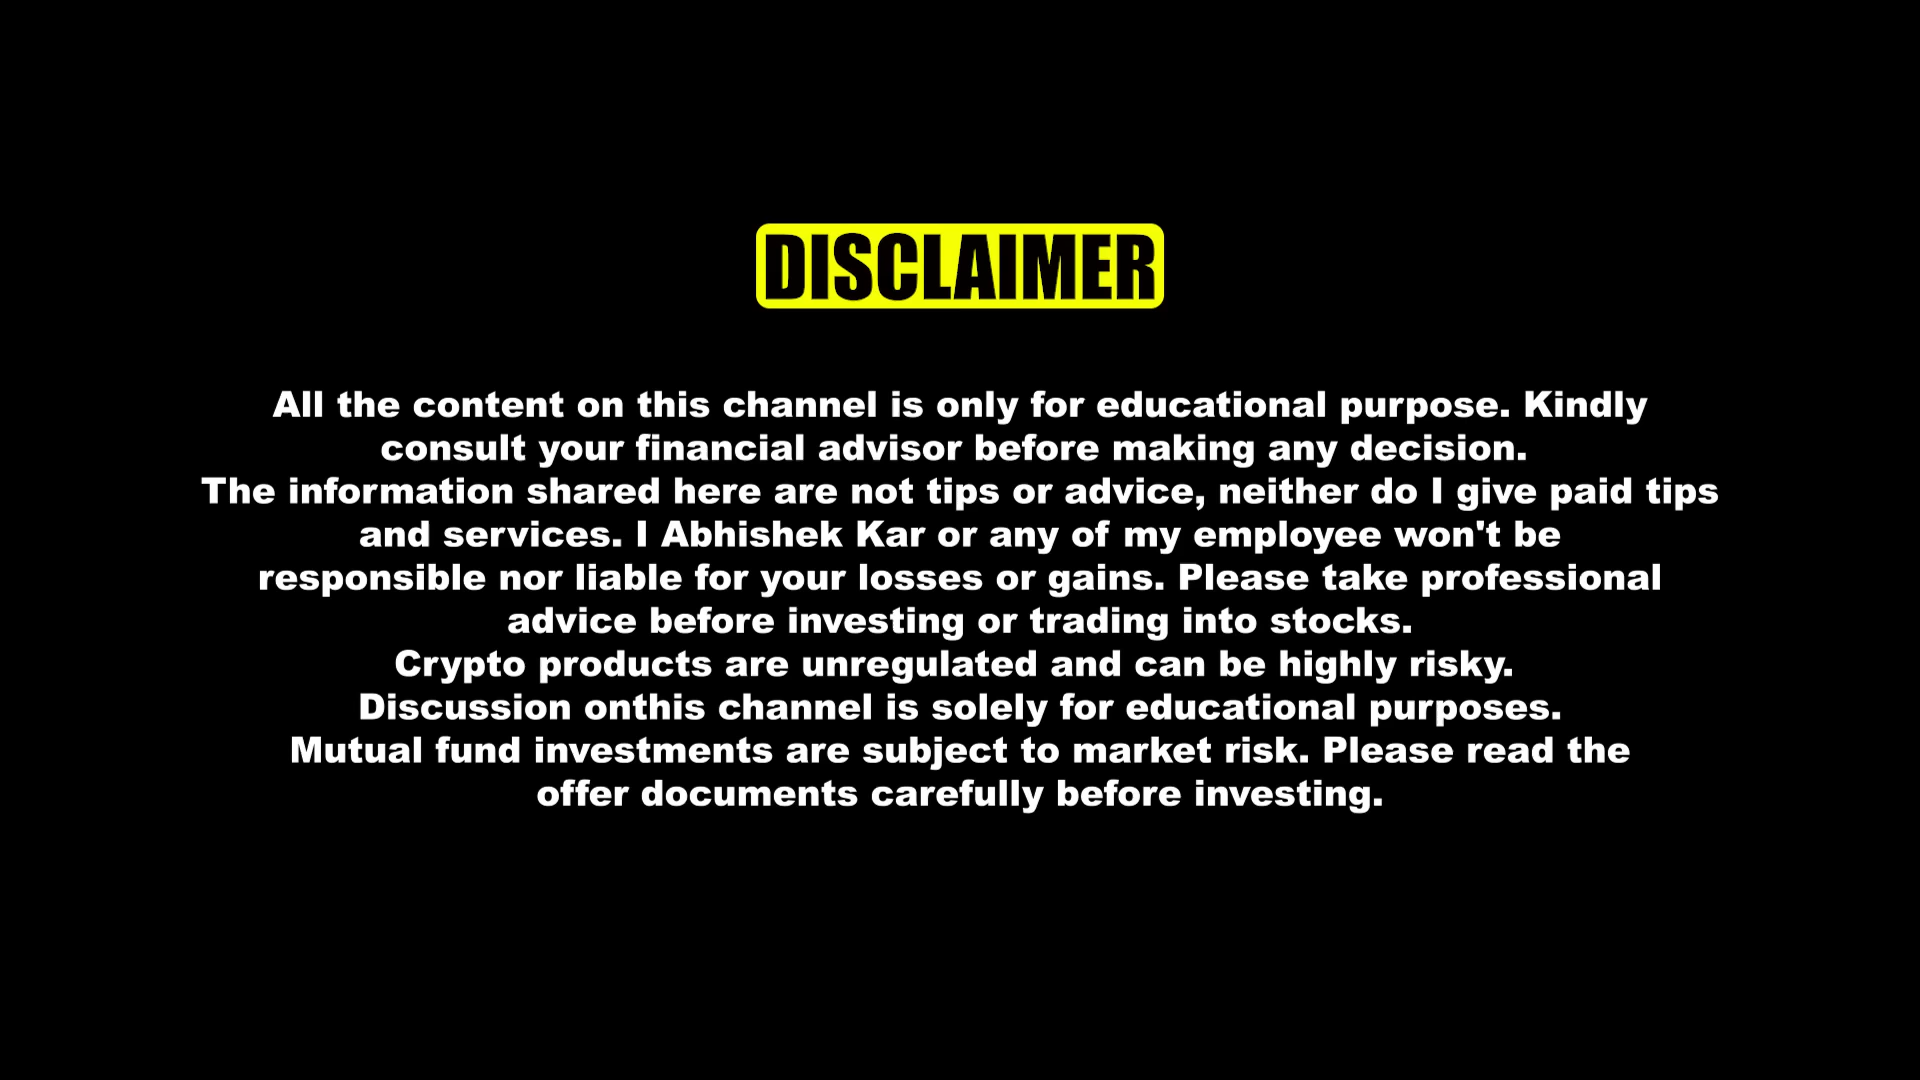 DISCLAIMER
All the content on this channel is only for educational purpose. Kindly
consult your financial advisor before making any decision.
The information shared here are not tips or advice, neither do I give paid tips
and services. I Abhishek Kar or any of my employee won't be
responsible nor liable for your losses or gains. Please take professional
advice before investing or trading into stocks.
Crypto products are unregulated and can be highly risky.
Discussion onthis channel is solely for educational purposes.
Mutual fund investments are subject to market risk. Please read the
offer documents carefully before investing.